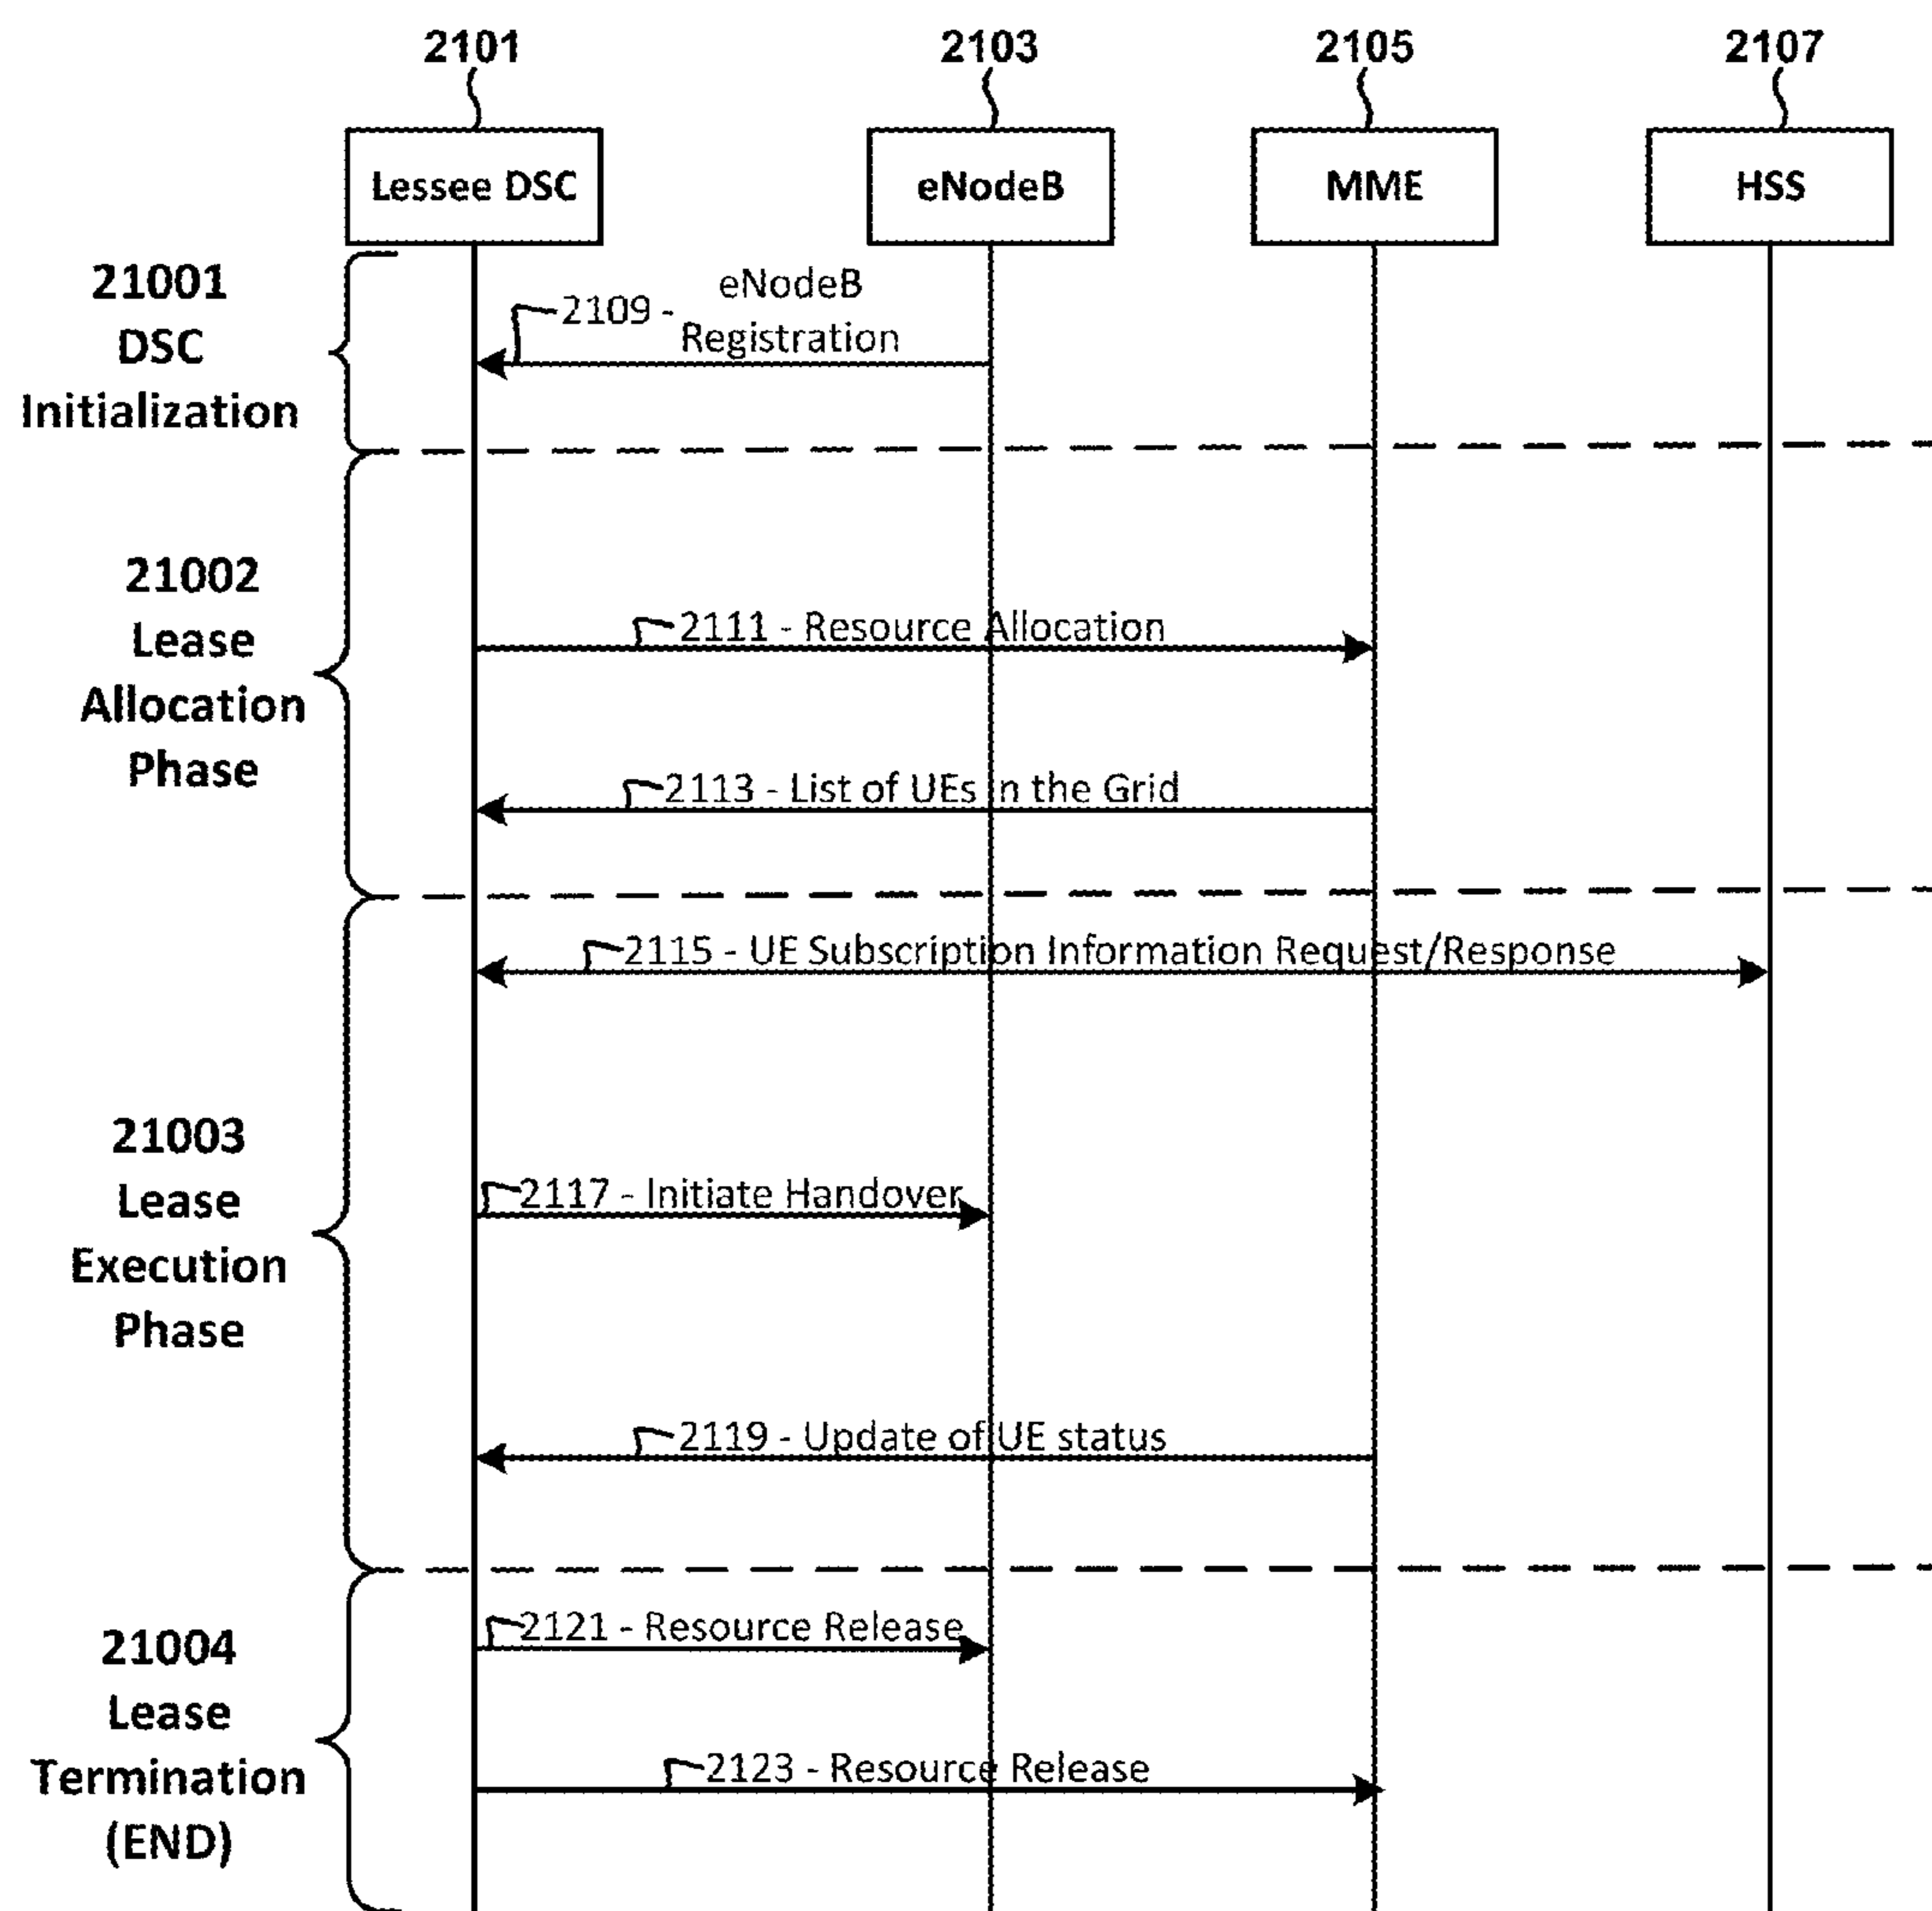 2101 2103 2105 2107
Lessee DSC eNodeB MME HSS
21001
DSC
Initialization
eNodeB
2109 -
Registration
21002
Lease
Allocation
Phase
2111 - Resource Allocation
2113 - List of UEs in the Grid
2115 - UE Subscription Information Request/Response
21003
Lease
Execution
Phase
2117 - Initiate Handover
2119 - Update of UE status
21004
Lease
Termination
(END)
2121 - Resource Release
2123 - Resource Release